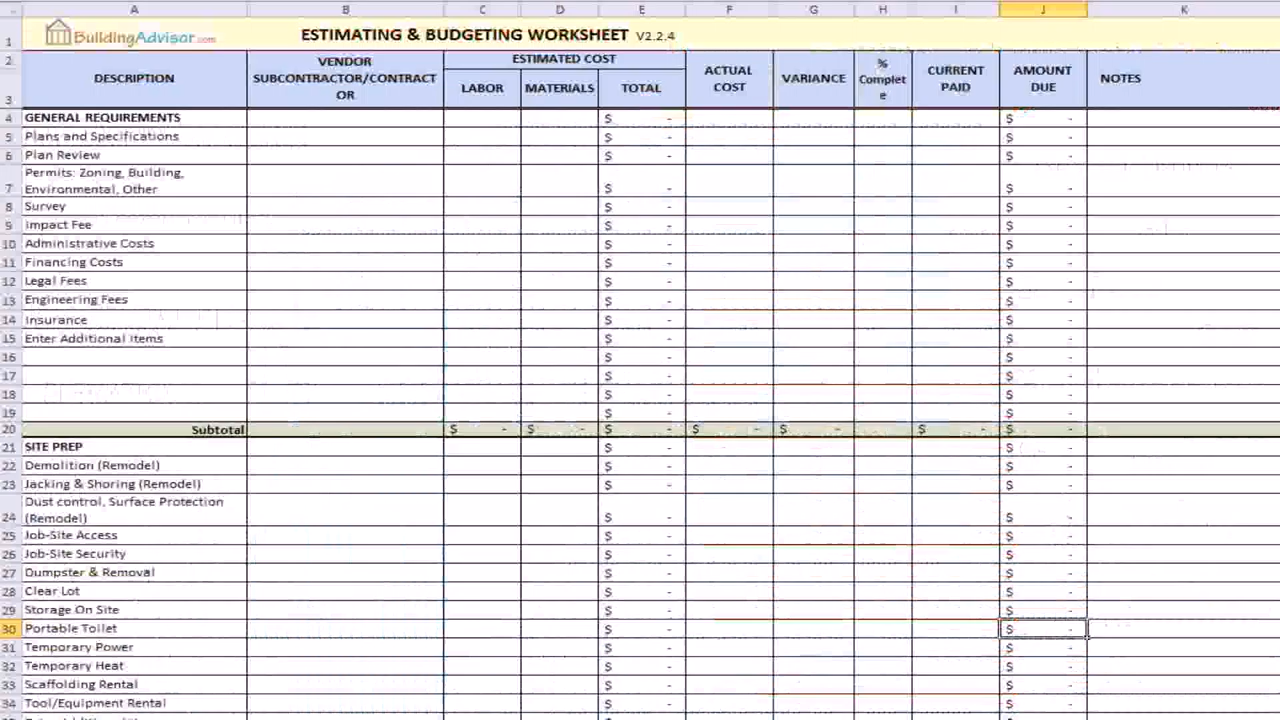 A B C D E F G H I J K
1 BuildingAdvisor.com ESTIMATING & BUDGETING WORKSHEET V2.2.4
2 VENDOR ESTIMATED COST %
DESCRIPTION SUBCONTRACTOR/CONTRACT ACTUAL VARIANCE Complet CURRENT AMOUNT NOTES
3 OR LABOR MATERIALS TOTAL COST e PAID DUE
4 GENERAL REQUIREMENTS $ - $ -
5 Plans and Specifications $ - $ -
6 Plan Review $ - $ -
Permits: Zoning, Building,
7 Environmental, Other $ - $ -
8 Survey $ - $ -
9 Impact Fee $ - $ -
10 Administrative Costs $ - $ -
11 Financing Costs $ - $ -
12 Legal Fees $ - $ -
13 Engineering Fees $ - $ -
14 Insurance $ - $ -
15 Enter Additional Items $ - $ -
16 $ - $ -
17 $ - $ -
18 $ - $ -
19 $ - $ -
20 Subtotal $ - $ - $ - $ - $ - $ - $ -
21 SITE PREP $ - $ -
22 Demolition (Remodel) $ - $ -
23 Jacking & Shoring (Remodel) $ - $ -
Dust control, Surface Protection
24 (Remodel) $ - $ -
25 Job-Site Access $ - $ -
26 Job-Site Security $ - $ -
27 Dumpster & Removal $ - $ -
28 Clear Lot $ - $ -
29 Storage On Site $ - $ -
30 Portable Toilet $ - $ -
31 Temporary Power $ - $ -
32 Temporary Heat $ - $ -
33 Scaffolding Rental $ - $ -
34 Tool/Equipment Rental $ - $ -